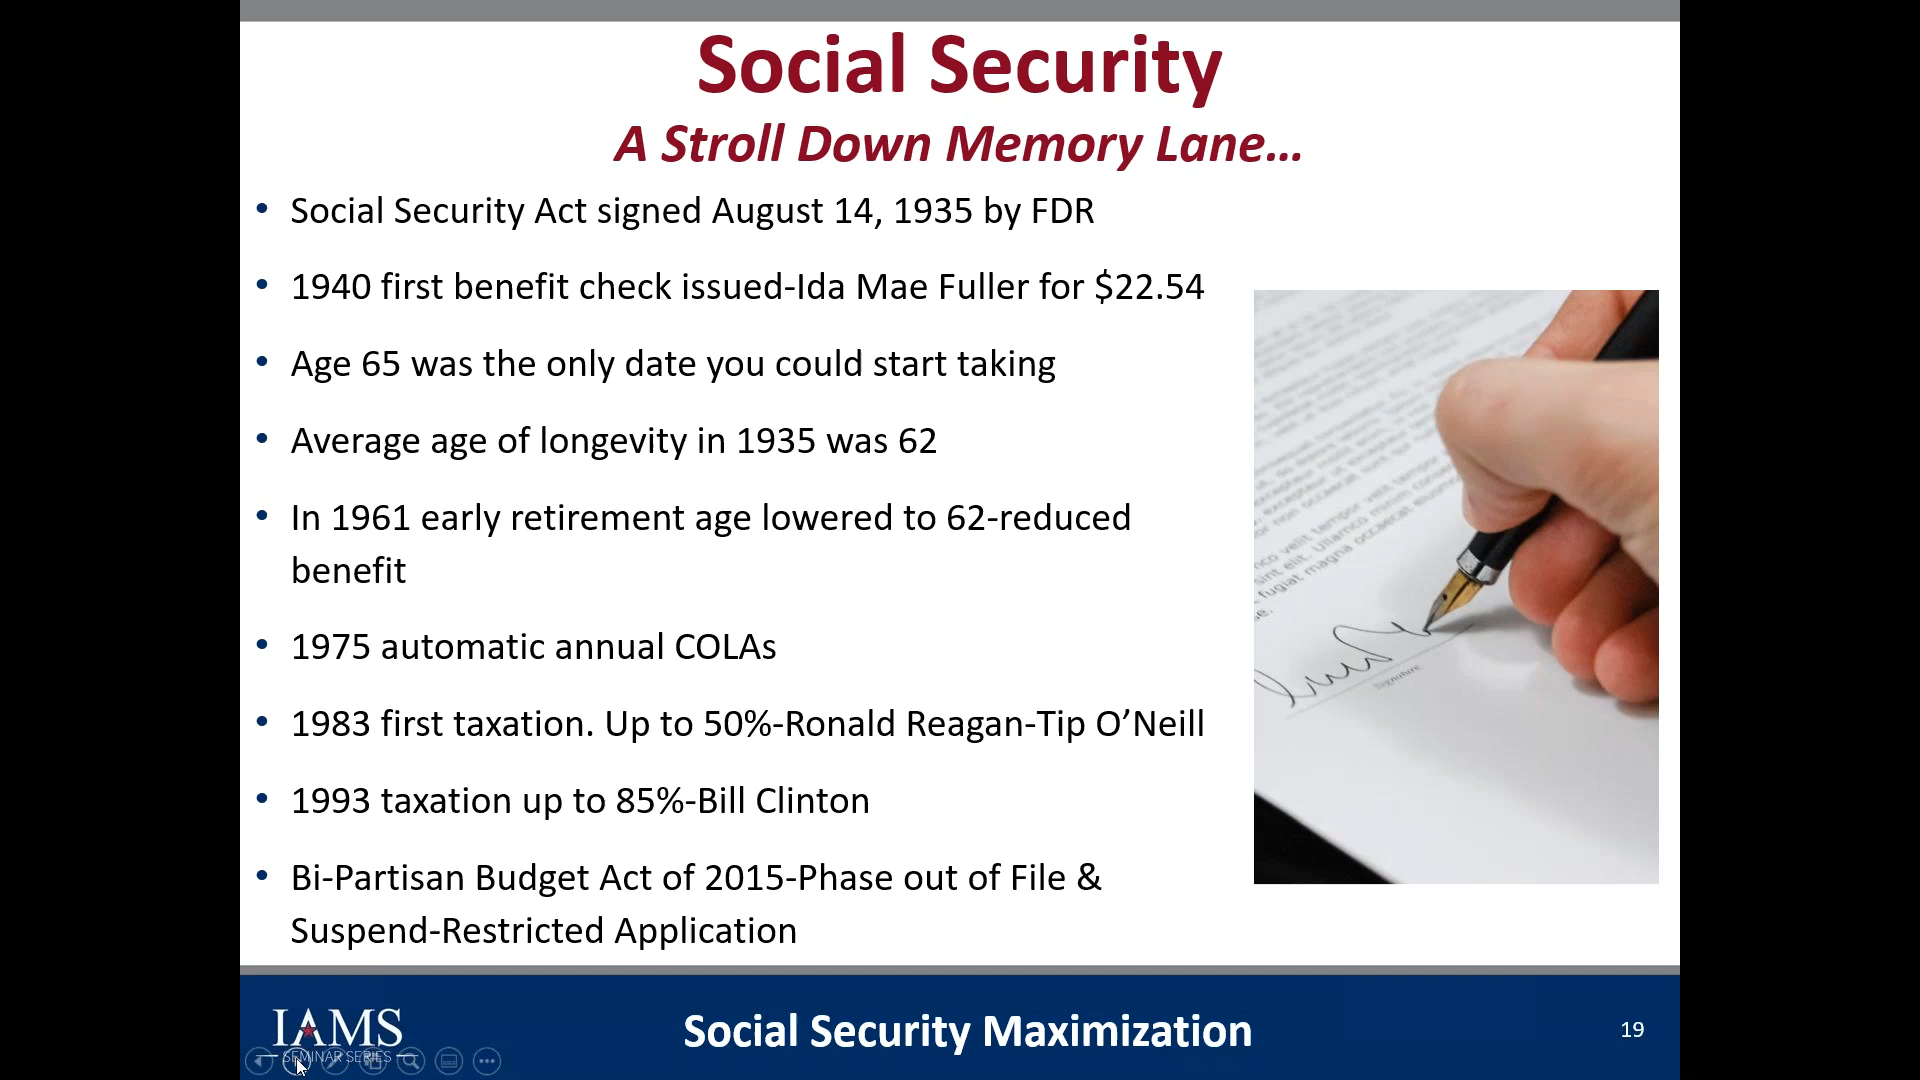 Social Security
A Stroll Down Memory Lane…
• Social Security Act signed August 14, 1935 by FDR
• 1940 first benefit check issued-Ida Mae Fuller for $22.54
• Age 65 was the only date you could start taking
• Average age of longevity in 1935 was 62
• In 1961 early retirement age lowered to 62-reduced
benefit
• 1975 automatic annual COLAs
• 1983 first taxation. Up to 50%-Ronald Reagan-Tip O’Neill
• 1993 taxation up to 85%-Bill Clinton
• Bi-Partisan Budget Act of 2015-Phase out of File &
Suspend-Restricted Application
Signature
IAMS
SEMINAR SERIES
Social Security Maximization
19